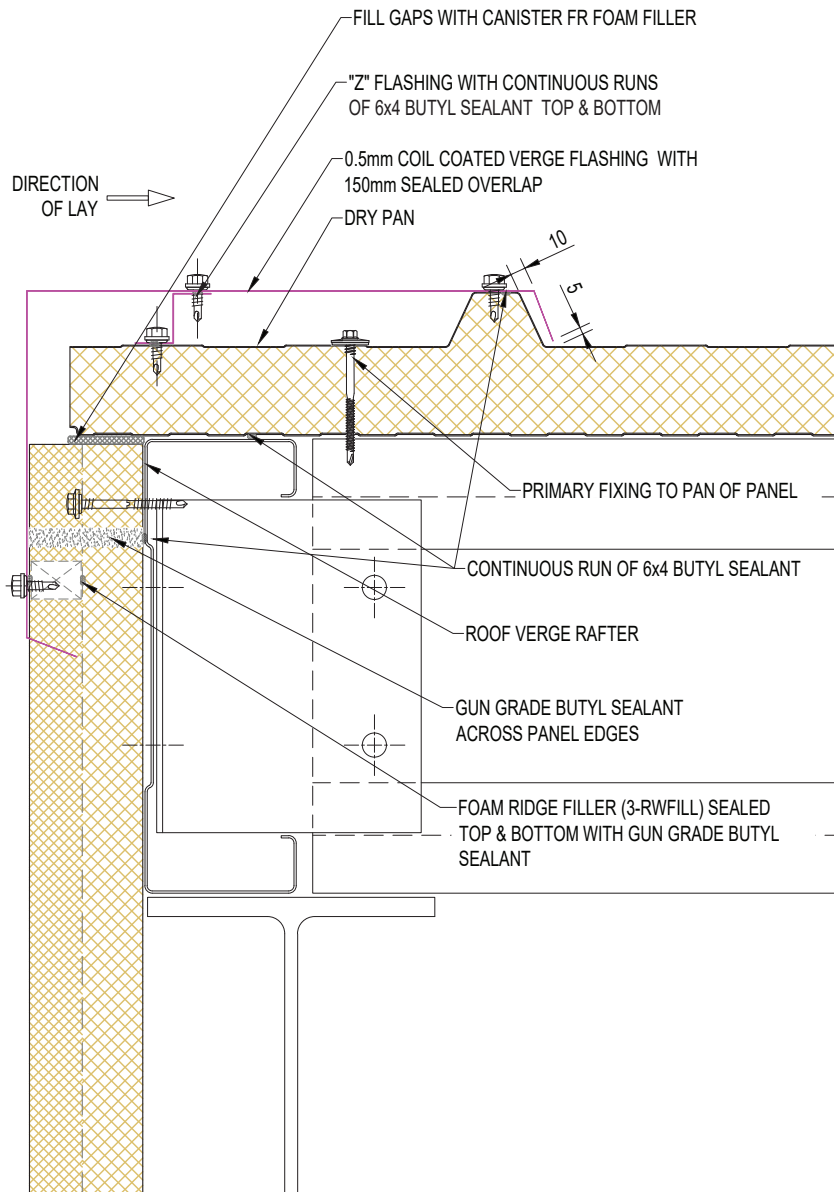 FILL GAPS WITH CANISTER FR FOAM FILLER
"Z" FLASHING WITH CONTINUOUS RUNS
OF 6x4 BUTYL SEALANT TOP & BOTTOM
0.5mm COIL COATED VERGE FLASHING WITH
150mm SEALED OVERLAP
DIRECTION
OF LAY
DRY PAN
10
5
PRIMARY FIXING TO PAN OF PANEL
CONTINUOUS RUN OF 6x4 BUTYL SEALANT
ROOF VERGE RAFTER
GUN GRADE BUTYL SEALANT
ACROSS PANEL EDGES
FOAM RIDGE FILLER (3-RWFILL) SEALED
TOP & BOTTOM WITH GUN GRADE BUTYL
SEALANT